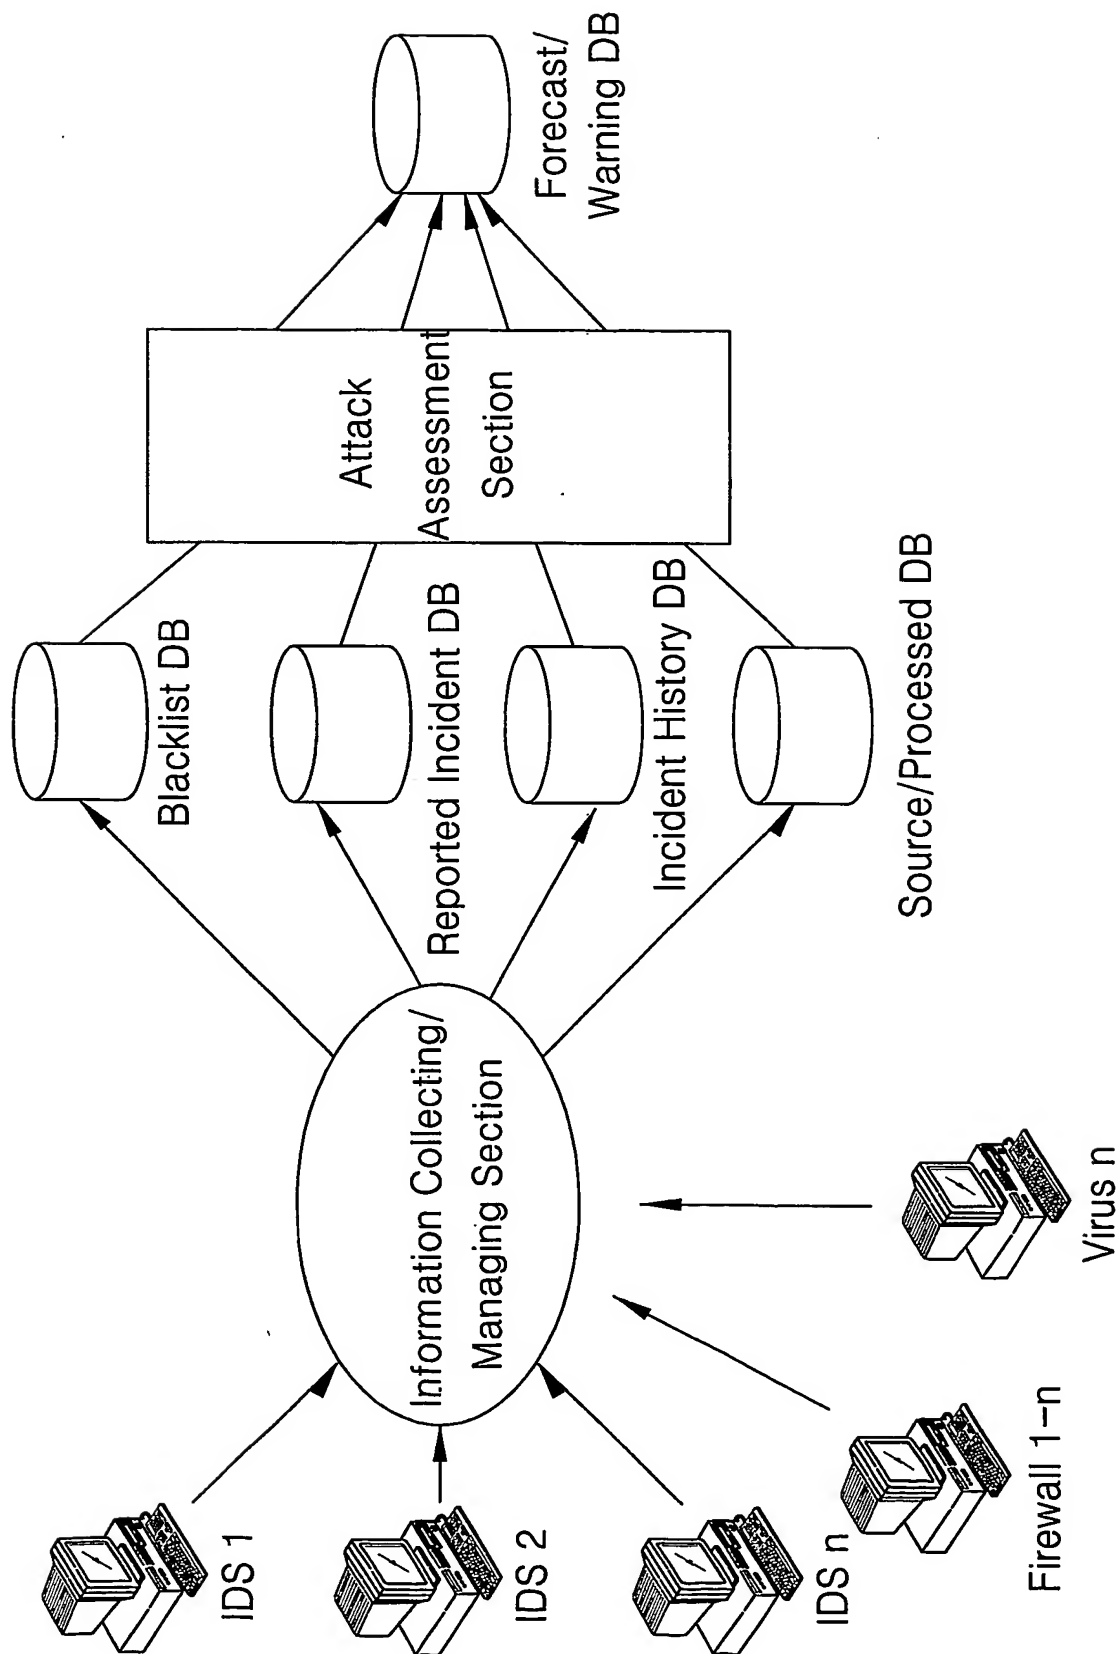 IDS 1
IDS 2
IDS n
Firewall 1-n
Virus n
Information Collecting/
Managing Section
Blacklist DB
Reported Incident DB
Incident History DB
Source/Processed DB
Attack
Assessment
Section
Forecast/
Warning DB